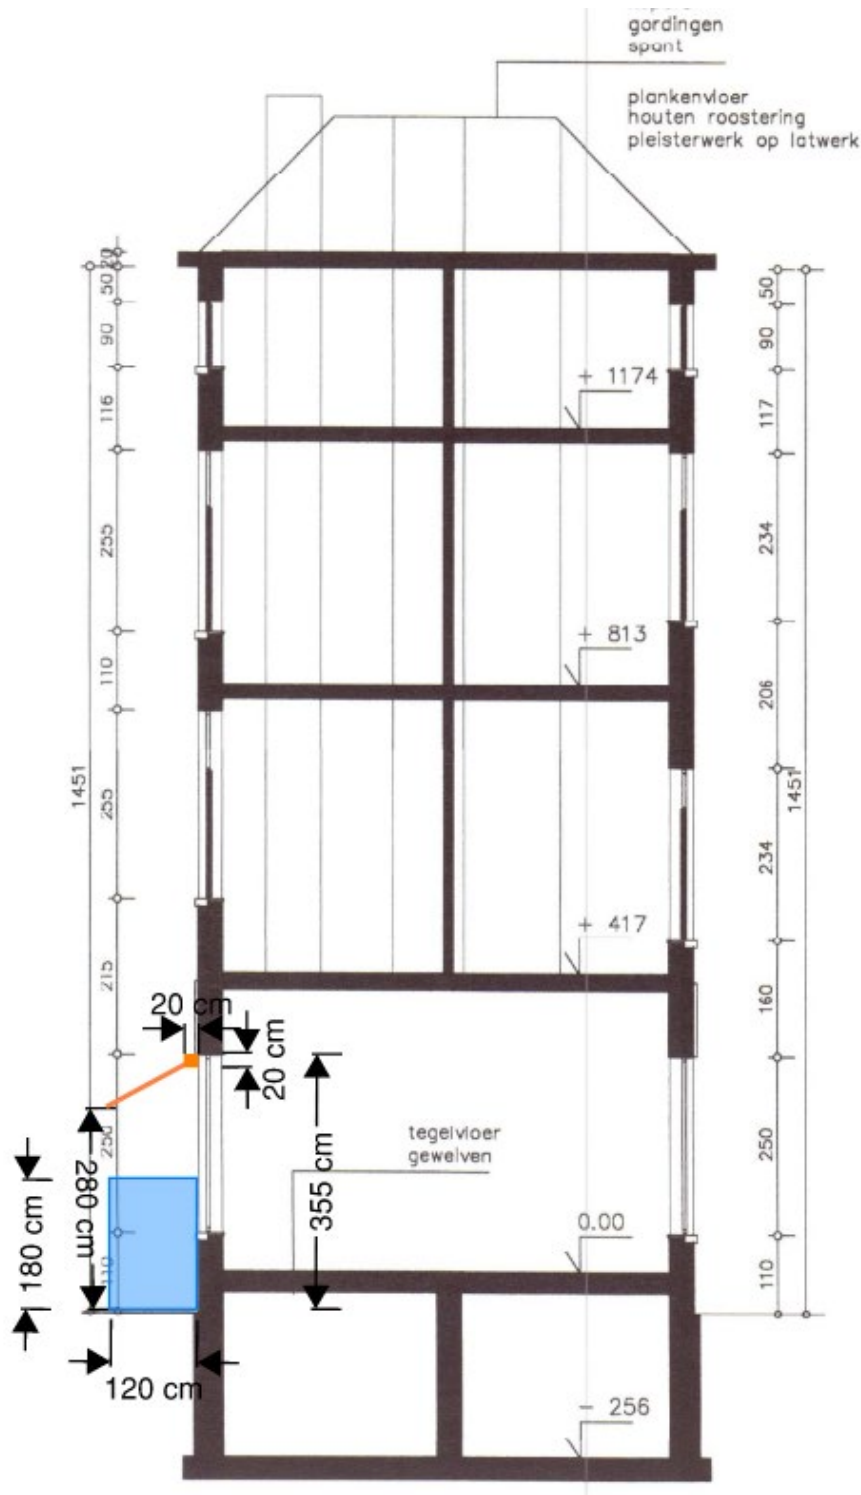 gordingen
spant
plankenvloer
houten roostering
pleisterwerk op latwerk
20
50
90
116
255
110
255
215
250
110
1451
50
90
117
234
206
234
160
250
110
1451
+ 1174
+ 813
+ 417
20 cm
20 cm
355 cm
280 cm
180 cm
120 cm
tegelvloer
gewelven
0.00
- 256